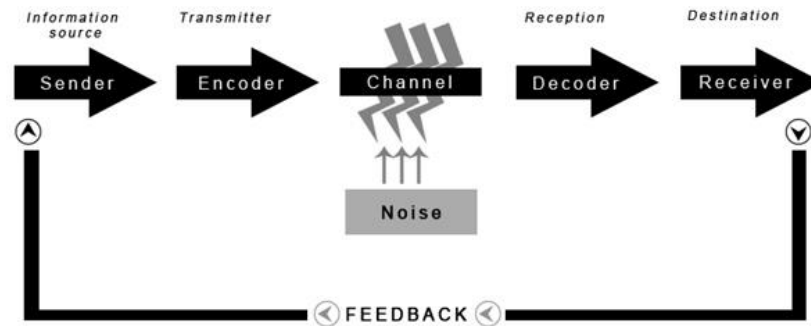 Information
source
Transmitter
Reception
Destination
Sender
Encoder
Channel
Decoder
Receiver
Noise
FEEDBACK